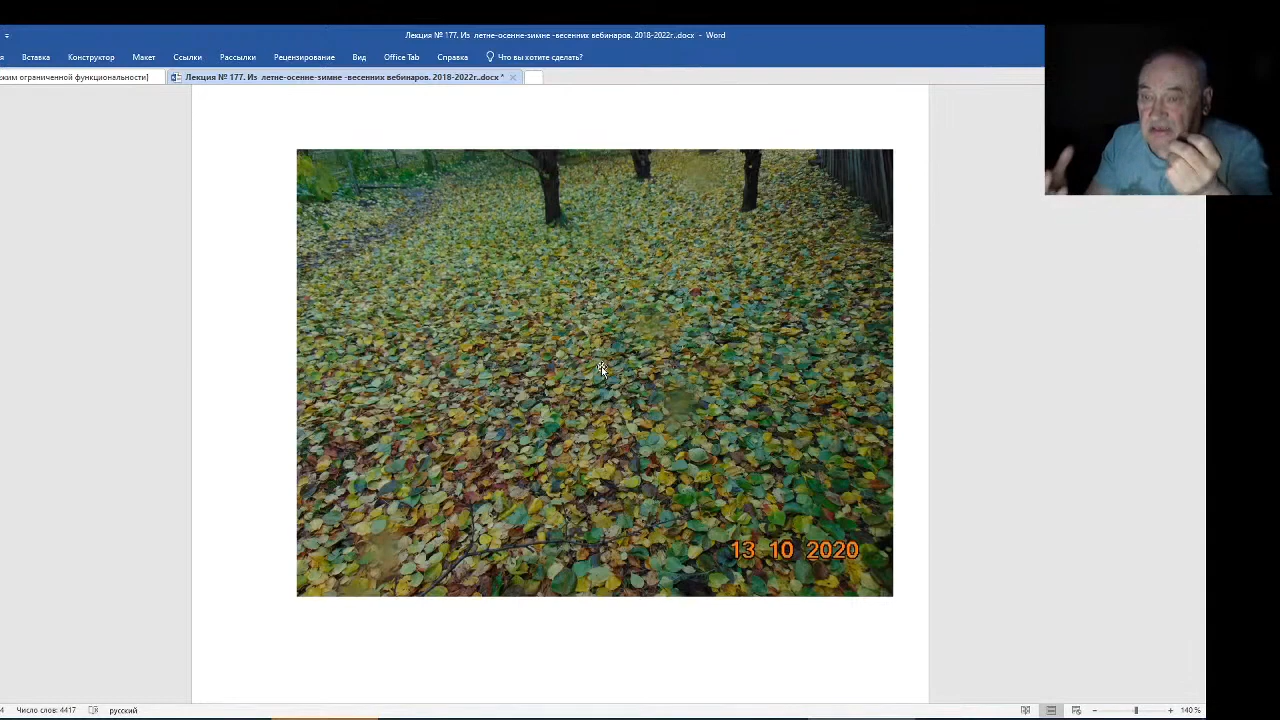 Лекция № 177. Из летне-осенне-зимне -весенних вебинаров. 2018-2022г..docx - Word
Вставка Конструктор Макет Ссылки Рассылки Рецензирование Вид Office Tab Справка Что вы хотите сделать?
жим ограниченной функциональности] Лекция № 177. Из летне-осенне-зимне -весенних вебинаров. 2018-2022г..docx *
13 10 2020
4 Число слов: 4417 русский 140 %